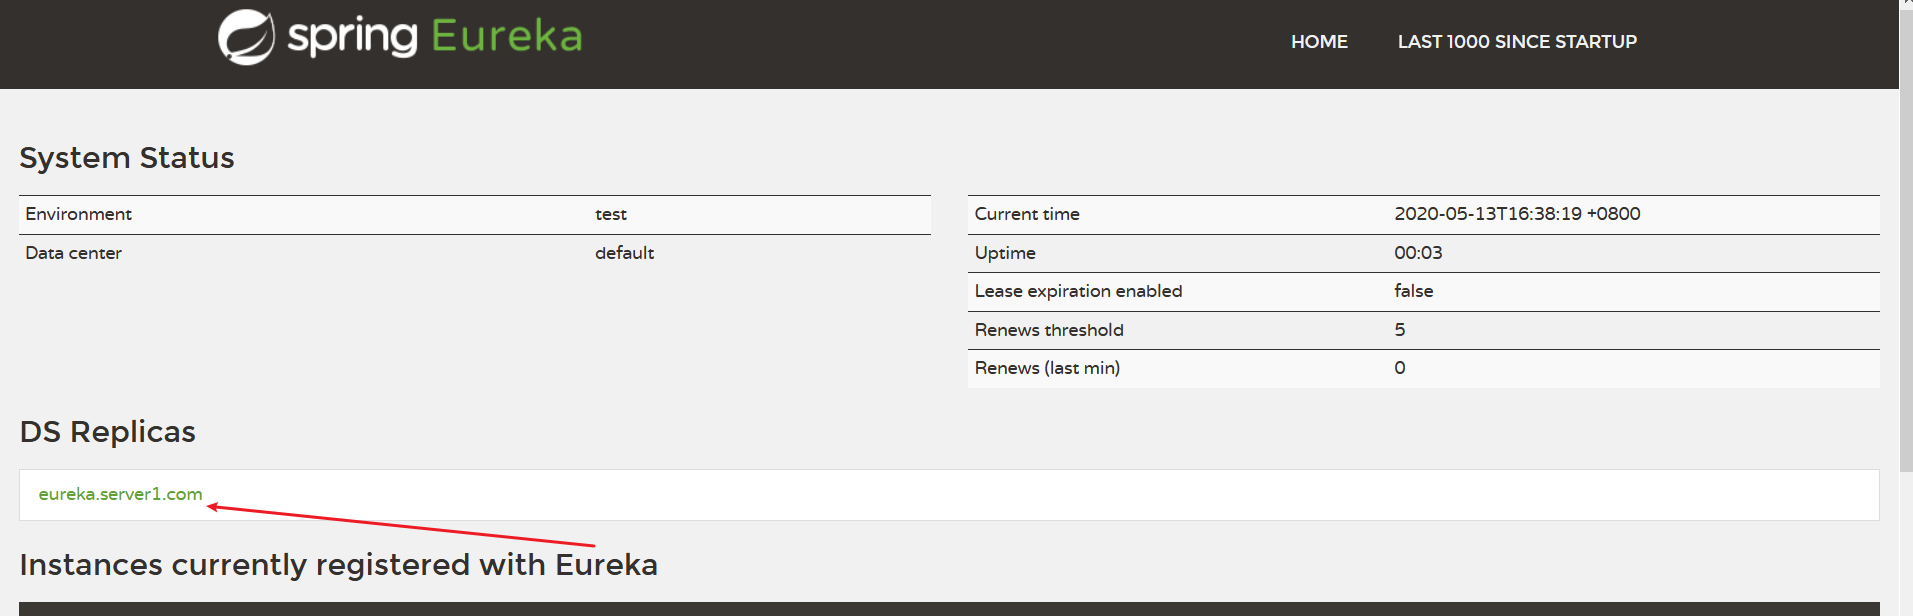 spring Eureka
HOME LAST 1000 SINCE STARTUP
System Status
Environment test
Data center default
Current time 2020-05-13T16:38:19 +0800
Uptime 00:03
Lease expiration enabled false
Renews threshold 5
Renews (last min) 0
DS Replicas
eureka.server1.com
Instances currently registered with Eureka